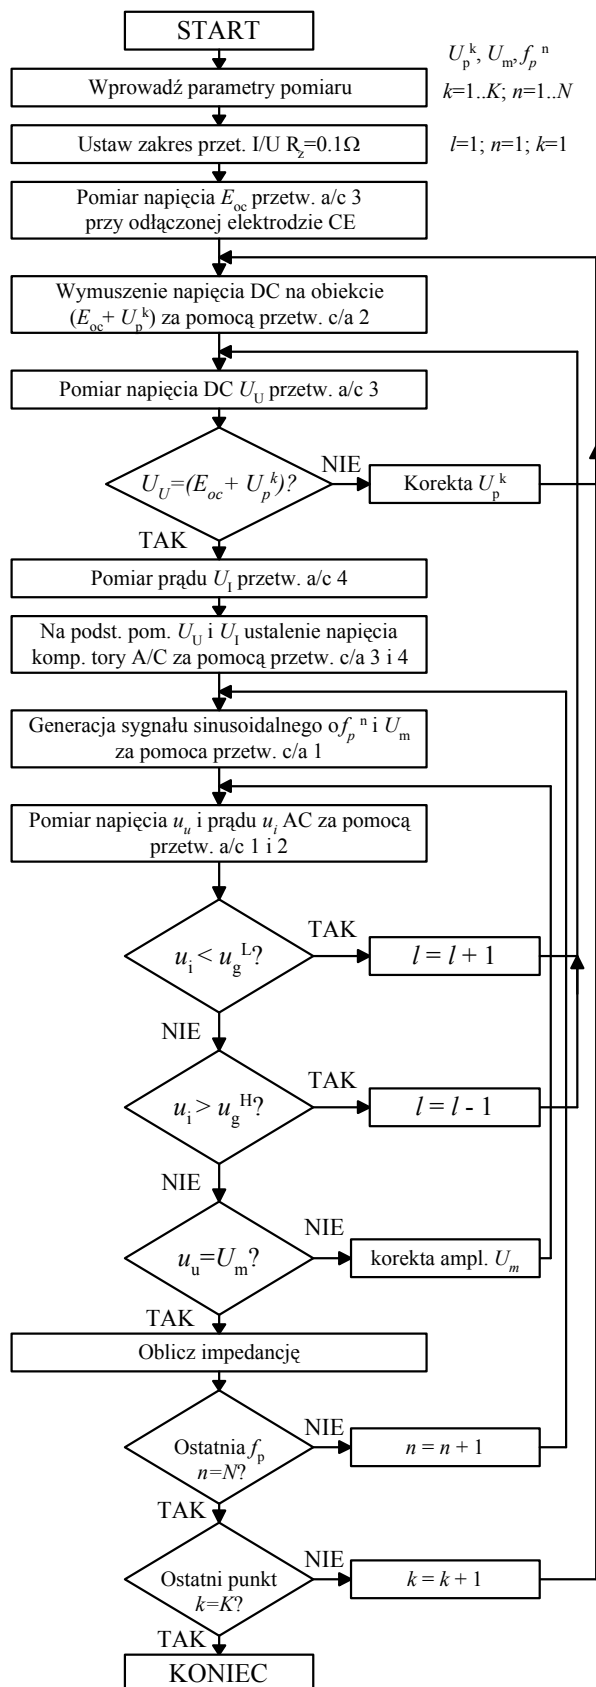 START
U_p^k, U_m, f_p^n
Wprowadź parametry pomiaru
k=1..K; n=1..N
Ustaw zakres przet. I/U R_z=0.1Ω
l=1; n=1; k=1
Pomiar napięcia E_oc przetw. a/c 3
przy odłączonej elektrodzie CE
Wymuszenie napięcia DC na obiekcie
(E_oc+ U_p^k) za pomocą przetw. c/a 2
Pomiar napięcia DC U_U przetw. a/c 3
U_U=(E_oc+ U_p^k)?
NIE
Korekta U_p^k
TAK
Pomiar prądu U_I przetw. a/c 4
Na podst. pom. U_U i U_I ustalenie napięcia
komp. tory A/C za pomocą przetw. c/a 3 i 4
Generacja sygnału sinusoidalnego o f_p^n i U_m
za pomoca przetw. c/a 1
Pomiar napięcia u_u i prądu u_i AC za pomocą
przetw. a/c 1 i 2
u_i < u_g^L?
TAK
l = l + 1
NIE
u_i > u_g^H?
TAK
l = l - 1
NIE
u_u=U_m?
NIE
korekta ampl. U_m
TAK
Oblicz impedancję
Ostatnia f_p
n=N?
NIE
n = n + 1
TAK
Ostatni punkt
k=K?
NIE
k = k + 1
TAK
KONIEC